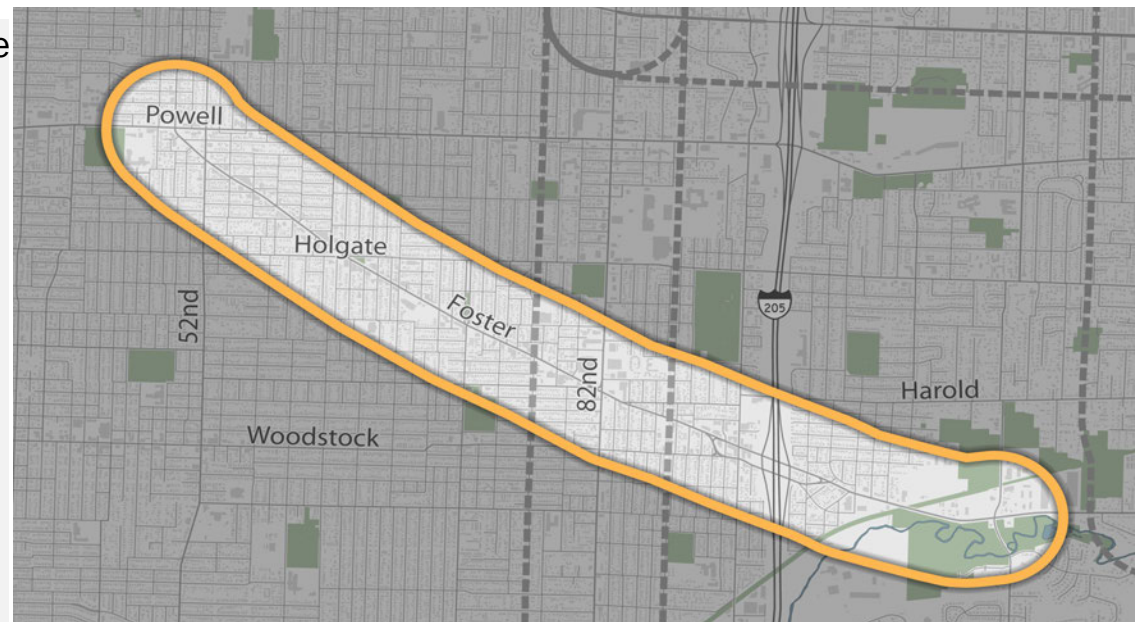 e
Powell
Holgate
Foster
52nd
82nd
205
Harold
Woodstock